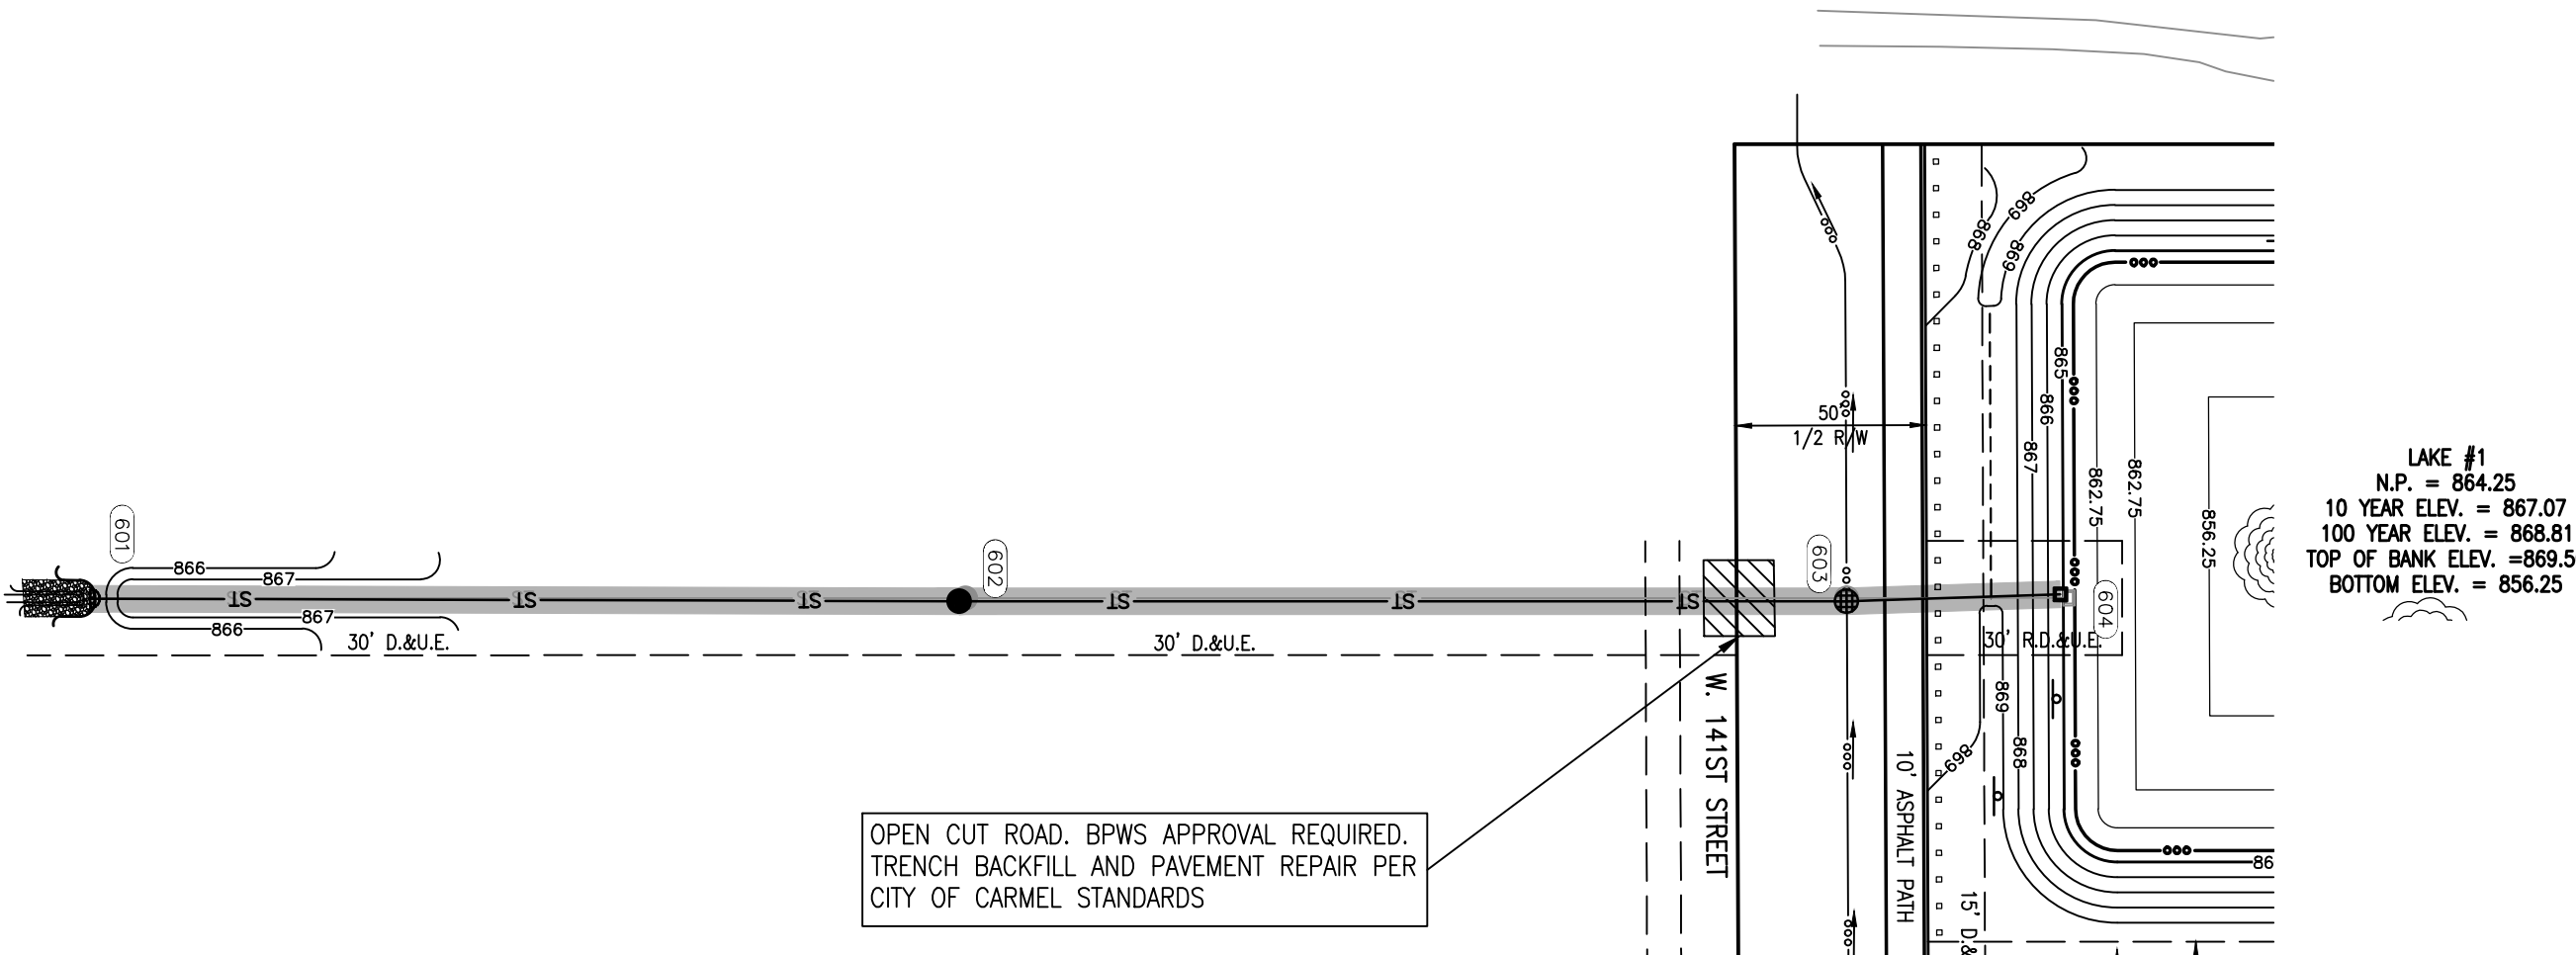 869
868
869
865
50'
1/2 R/W
866
867
862.75
862.75
856.25
LAKE #1
N.P. = 864.25
10 YEAR ELEV. = 867.07
100 YEAR ELEV. = 868.81
TOP OF BANK ELEV. =869.5
BOTTOM ELEV. = 856.25
601
602
603
604
866
867
ST
ST
ST
ST
ST
ST
867
866
30' D.&U.E.
30' D.&U.E.
30' R.D.&U.E.
W. 141ST STREET
10' ASPHALT PATH
869
868
869
15' D.&
86
OPEN CUT ROAD. BPWS APPROVAL REQUIRED.
TRENCH BACKFILL AND PAVEMENT REPAIR PER
CITY OF CARMEL STANDARDS